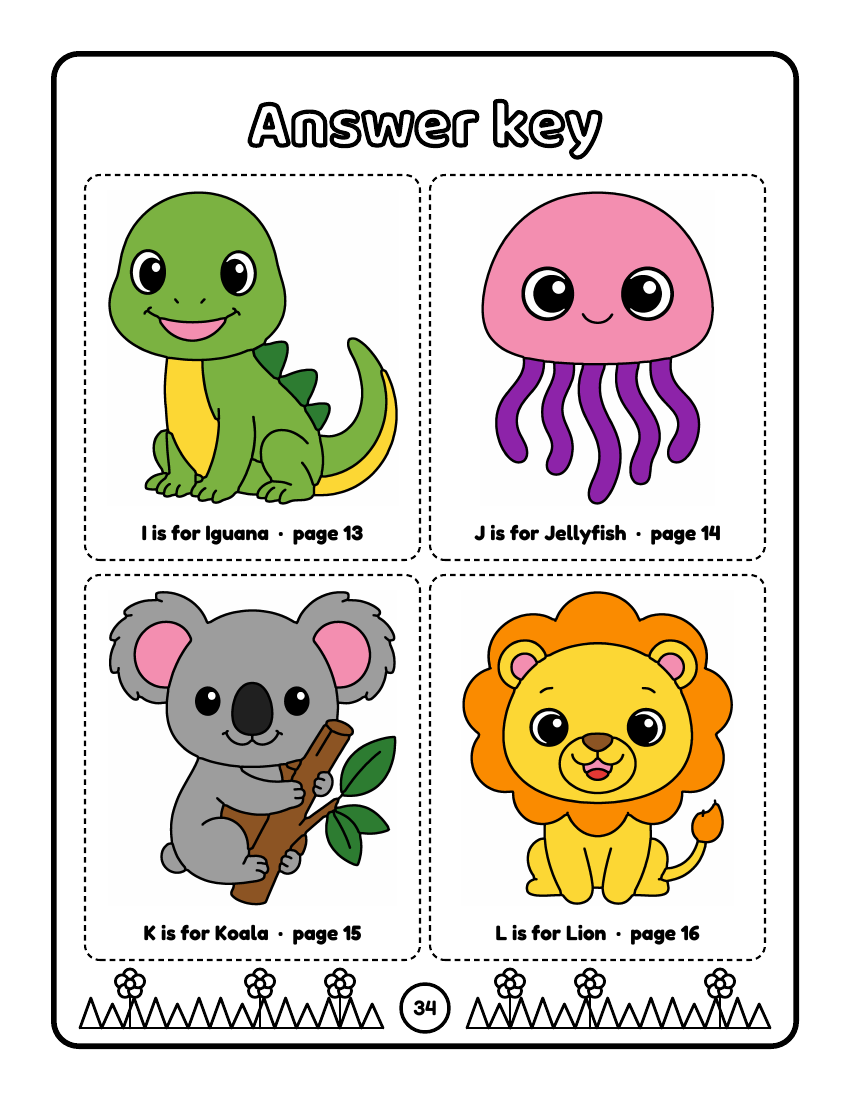 Answer key
I is for Iguana · page 13
J is for Jellyfish · page 14
K is for Koala · page 15
L is for Lion · page 16
34